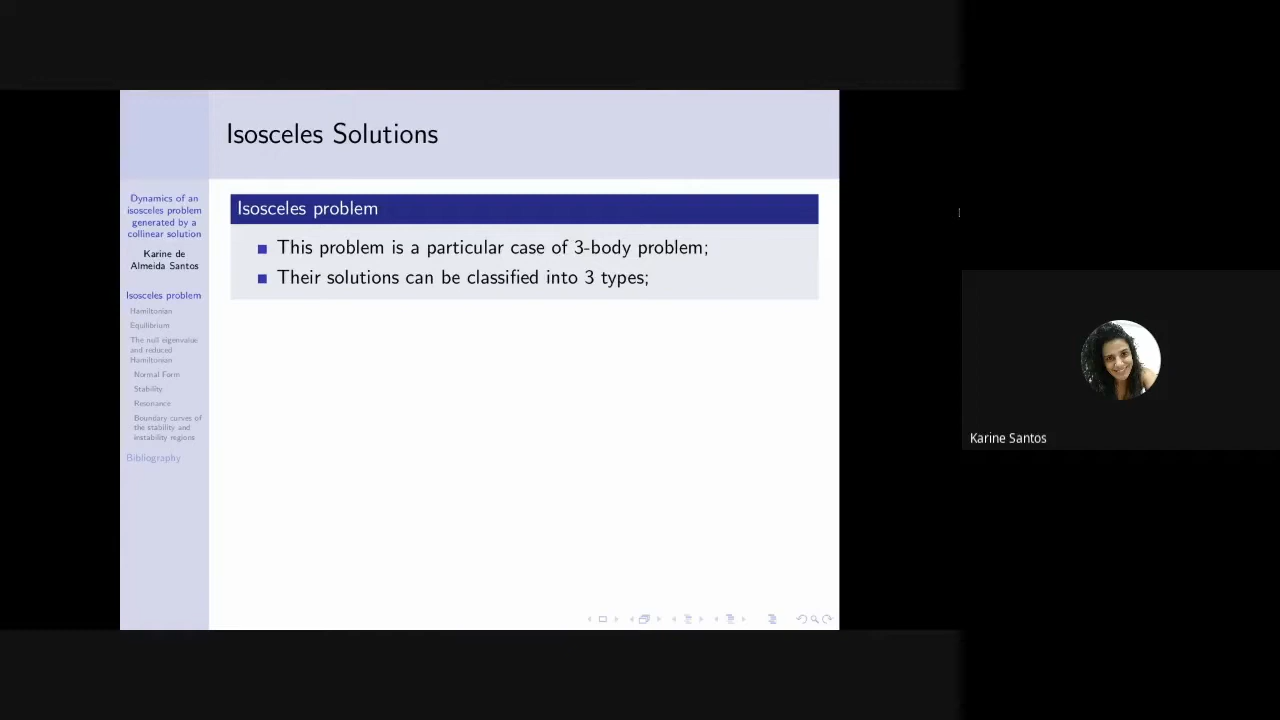 Isosceles Solutions
Dynamics of an
isosceles problem
generated by a
collinear solution
Karine de
Almeida Santos
Isosceles problem
Hamiltonian
Equilibrium
The null eigenvalue
and reduced
Hamiltonian
Normal Form
Stability
Resonance
Boundary curves of
the stability and
instability regions
Bibliography
Isosceles problem
This problem is a particular case of 3-body problem;
Their solutions can be classified into 3 types;
Karine Santos